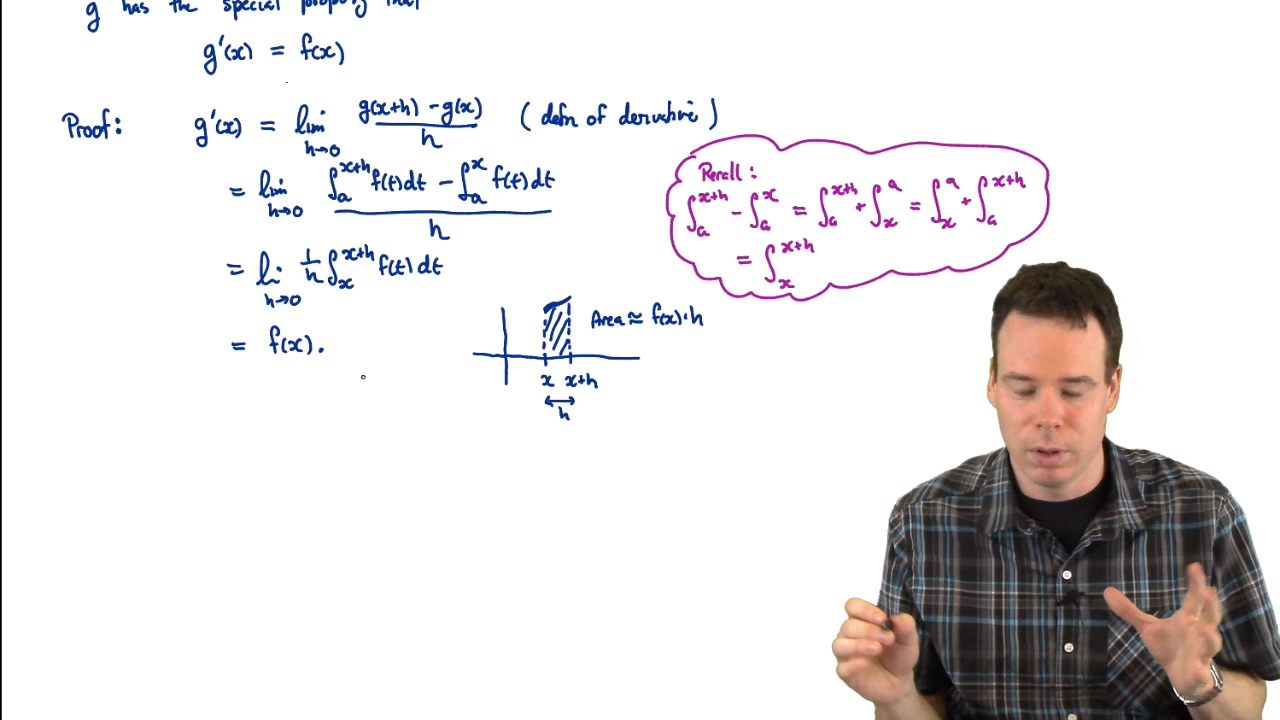 g has the special property that
g'(x) = f(x)
Proof: g'(x) = lim h→0 g(x+h) - g(x) / h (defn of derivative)
= lim h→0 ∫_a^{x+h} f(t)dt - ∫_a^x f(t)dt / h
= lim h→0 1/h ∫_x^{x+h} f(t)dt
= f(x).
Recall:
∫_a^{x+h} - ∫_a^x = ∫_a^{x+h} + ∫_x^a = ∫_x^a + ∫_a^{x+h}
= ∫_x^{x+h}
Area ≈ f(x)·h
x x+h
h